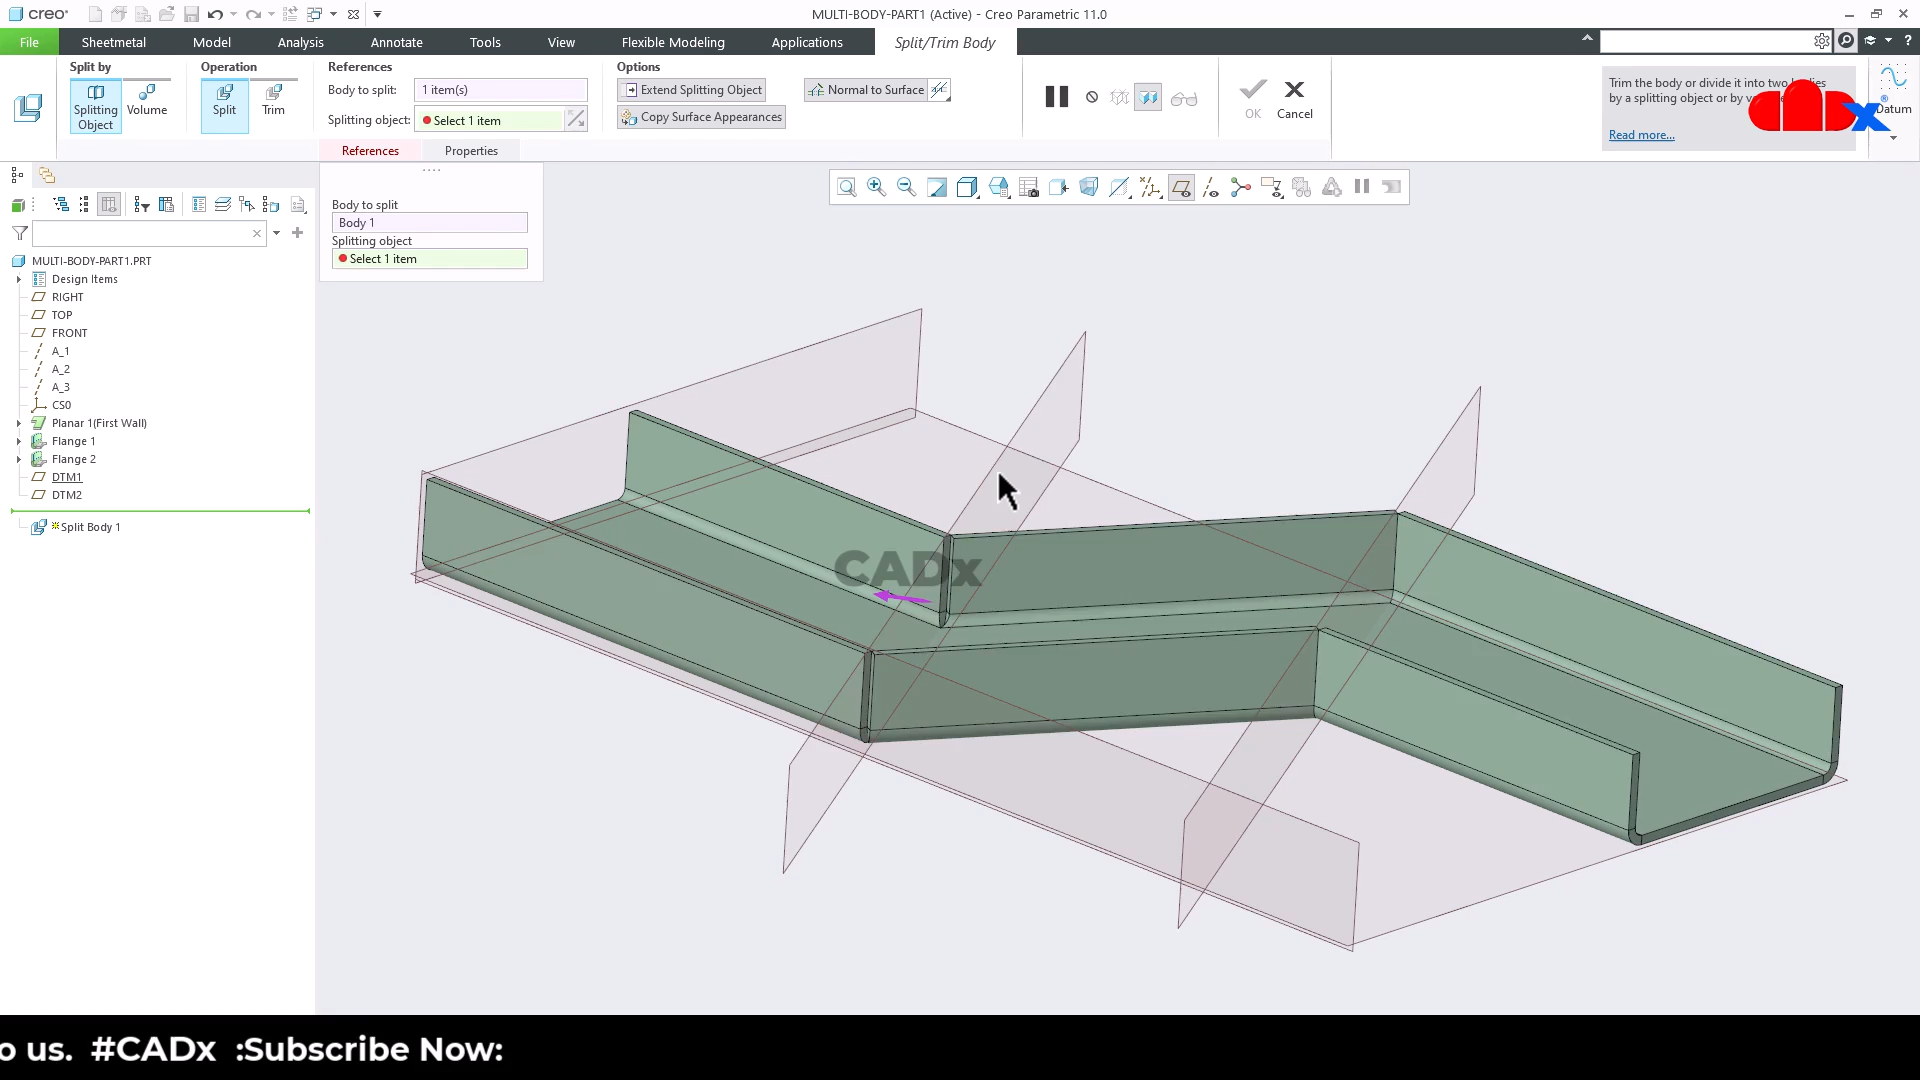 creo®
MULTI-BODY-PART1 (Active) - Creo Parametric 11.0
File
Sheetmetal
Model
Analysis
Annotate
Tools
View
Flexible Modeling
Applications
Split/Trim Body
Split by
Operation
References
Options
Splitting Object
Volume
Split
Trim
Body to split:
1 item(s)
Splitting object:
Select 1 item
Extend Splitting Object
Normal to Surface
Copy Surface Appearances
OK
Cancel
Trim the body or divide it into two
by a splitting object or by
Read more...
Datum
References
Properties
Body to split
Body 1
Splitting object
Select 1 item
MULTI-BODY-PART1.PRT
Design Items
RIGHT
TOP
FRONT
A_1
A_2
A_3
CS0
Planar 1(First Wall)
Flange 1
Flange 2
DTM1
DTM2
Split Body 1
CADx
o us. #CADx :Subscribe Now: